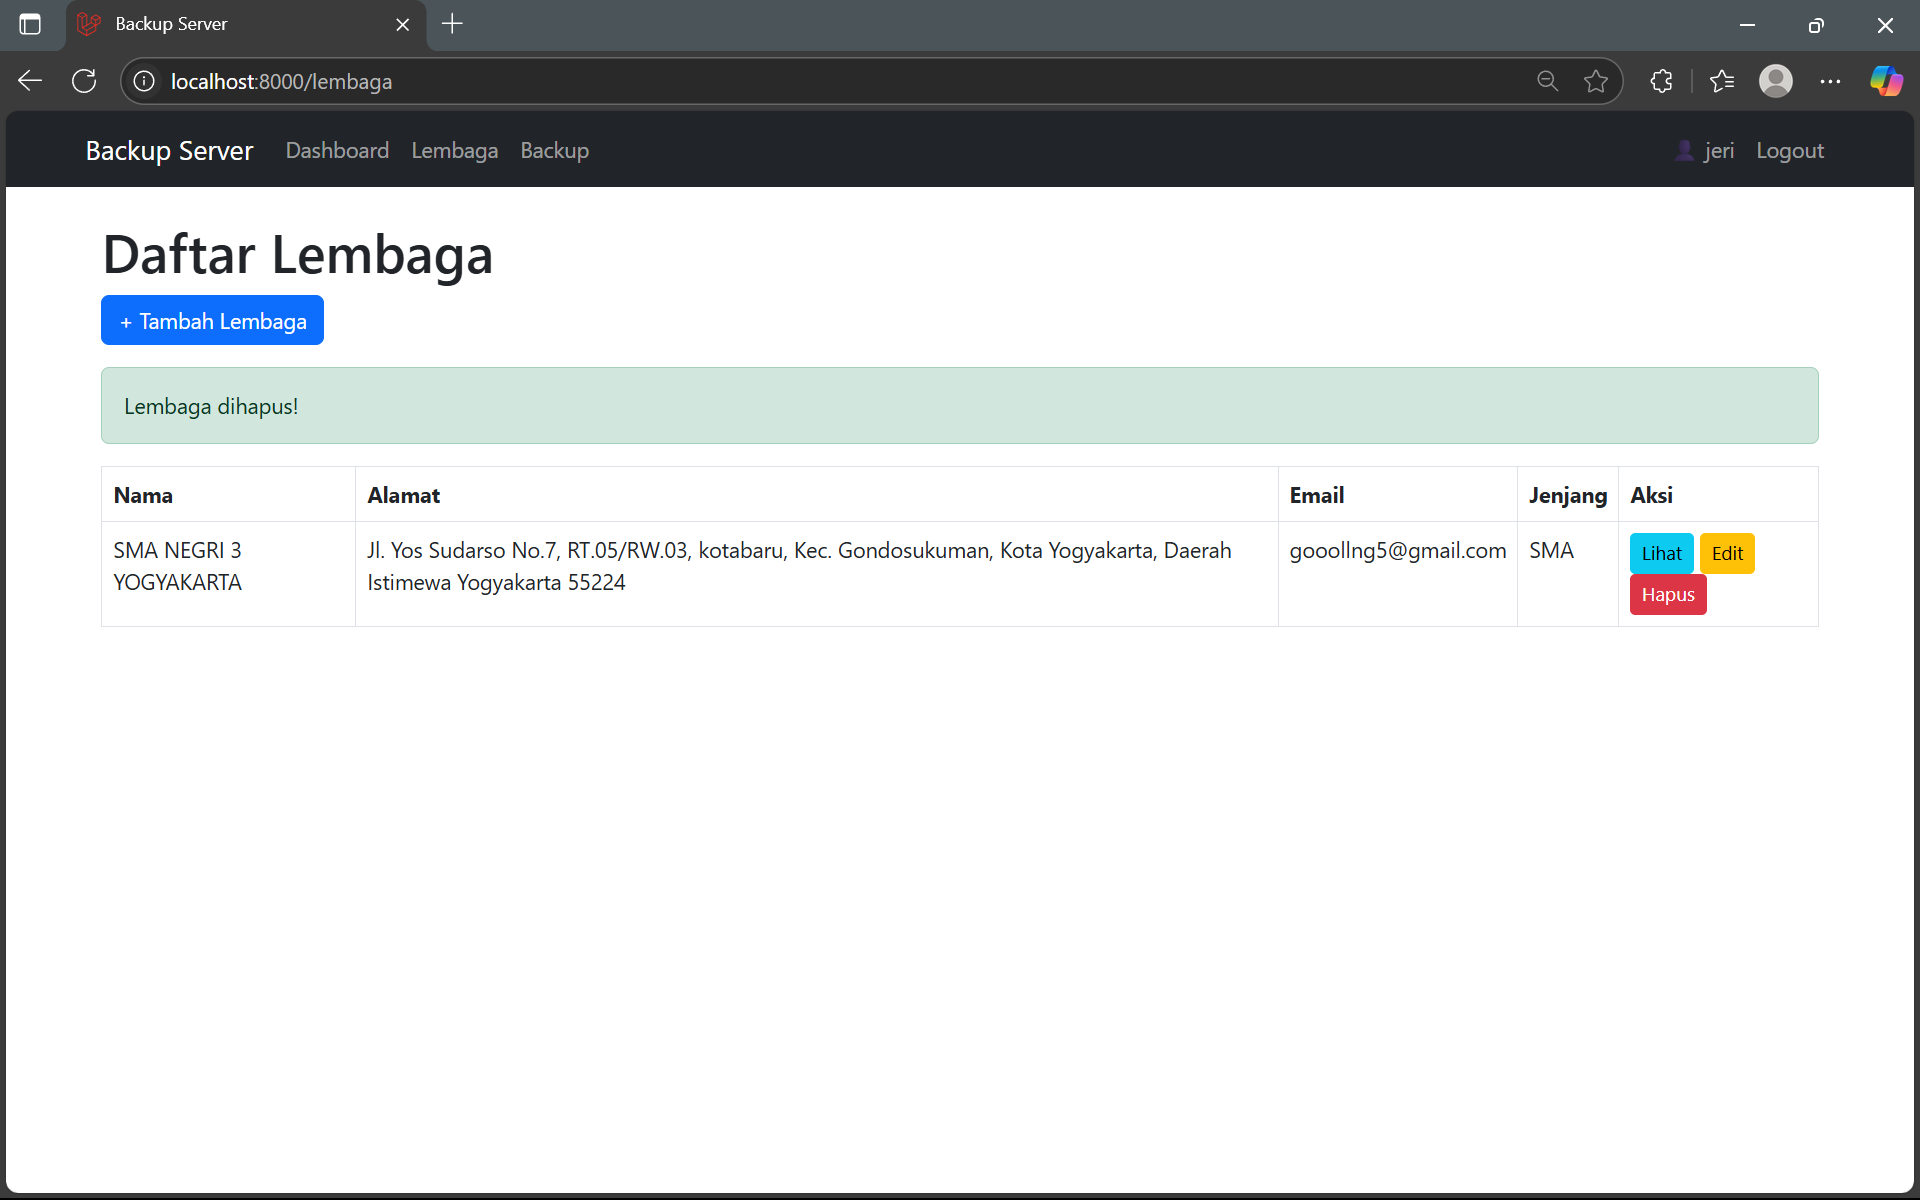 Backup Server
localhost:8000/lembaga
Backup Server Dashboard Lembaga Backup jeri Logout
Daftar Lembaga
+ Tambah Lembaga
Lembaga dihapus!
Nama Alamat Email Jenjang Aksi
SMA NEGRI 3 Jl. Yos Sudarso No.7, RT.05/RW.03, kotabaru, Kec. Gondosukuman, Kota Yogyakarta, Daerah gooollng5@gmail.com SMA Lihat Edit
YOGYAKARTA Istimewa Yogyakarta 55224 Hapus